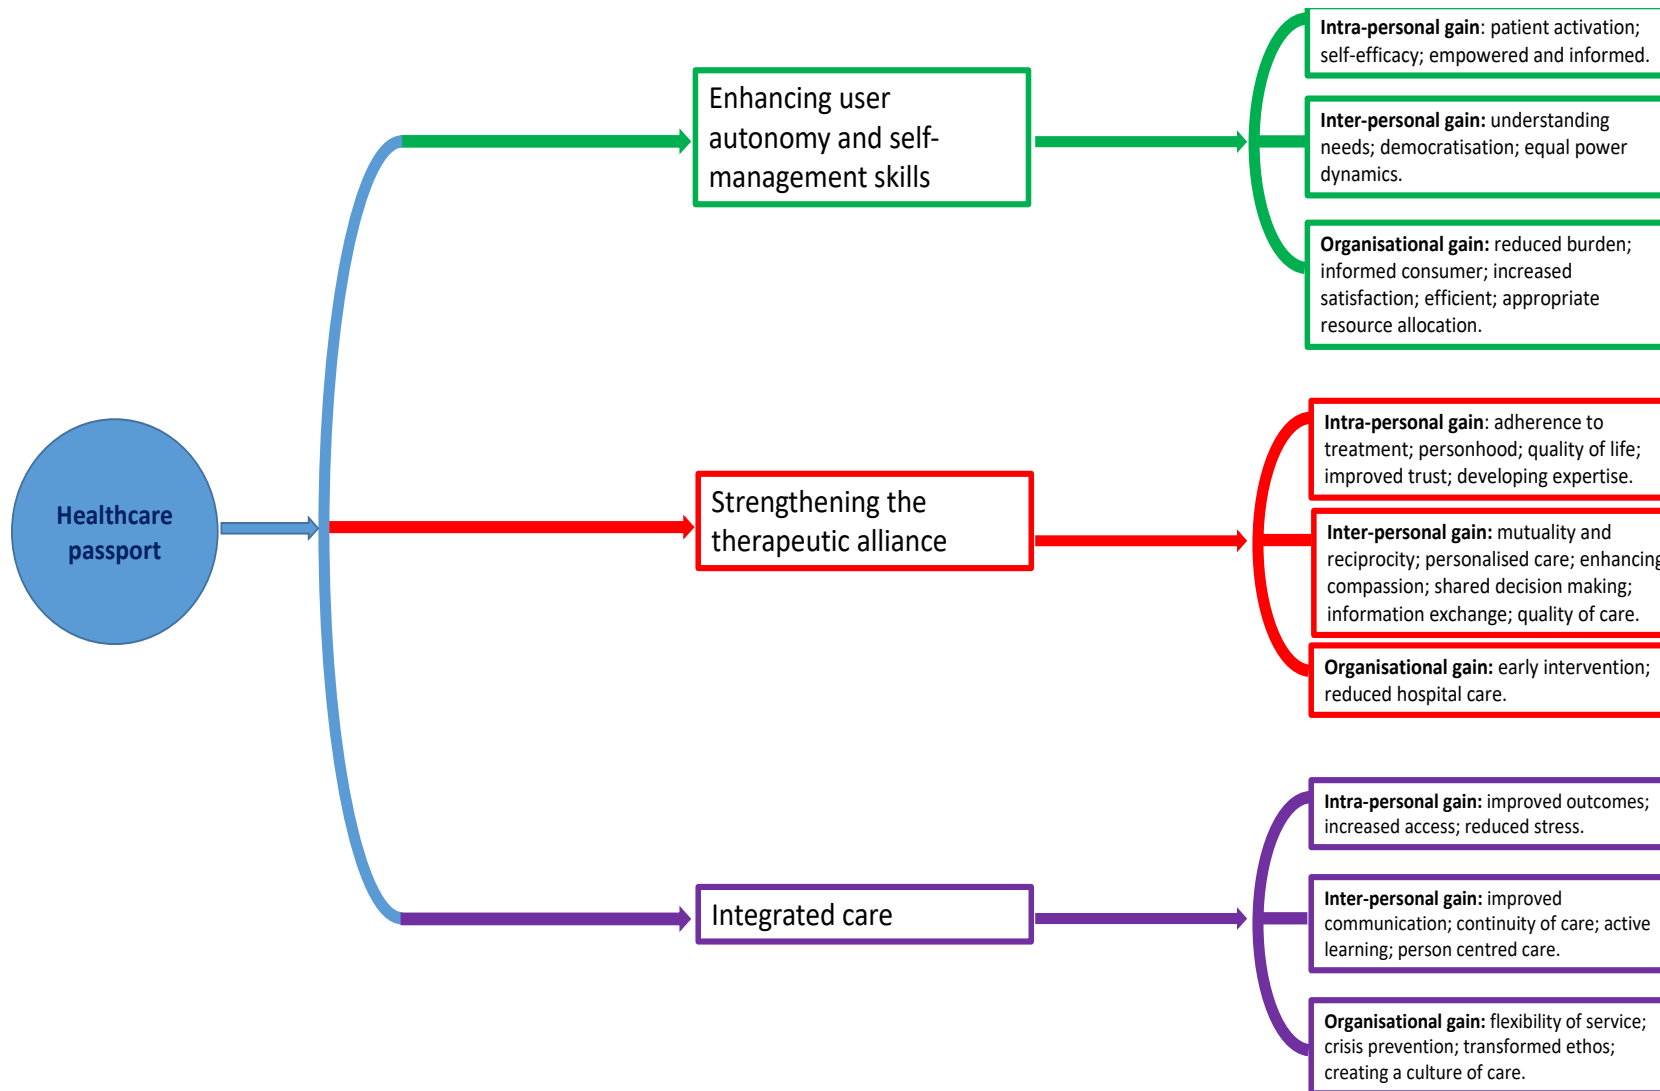 Healthcare
passport
Enhancing user
autonomy and self-
management skills
Intra-personal gain: patient activation;
self-efficacy; empowered and informed.
Inter-personal gain: understanding
needs; democratisation; equal power
dynamics.
Organisational gain: reduced burden;
informed consumer; increased
satisfaction; efficient; appropriate
resource allocation.
Strengthening the
therapeutic alliance
Intra-personal gain: adherence to
treatment; personhood; quality of life;
improved trust; developing expertise.
Inter-personal gain: mutuality and
reciprocity; personalised care; enhancing
compassion; shared decision making;
information exchange; quality of care.
Organisational gain: early intervention;
reduced hospital care.
Integrated care
Intra-personal gain: improved outcomes;
increased access; reduced stress.
Inter-personal gain: improved
communication; continuity of care; active
learning; person centred care.
Organisational gain: flexibility of service;
crisis prevention; transformed ethos;
creating a culture of care.